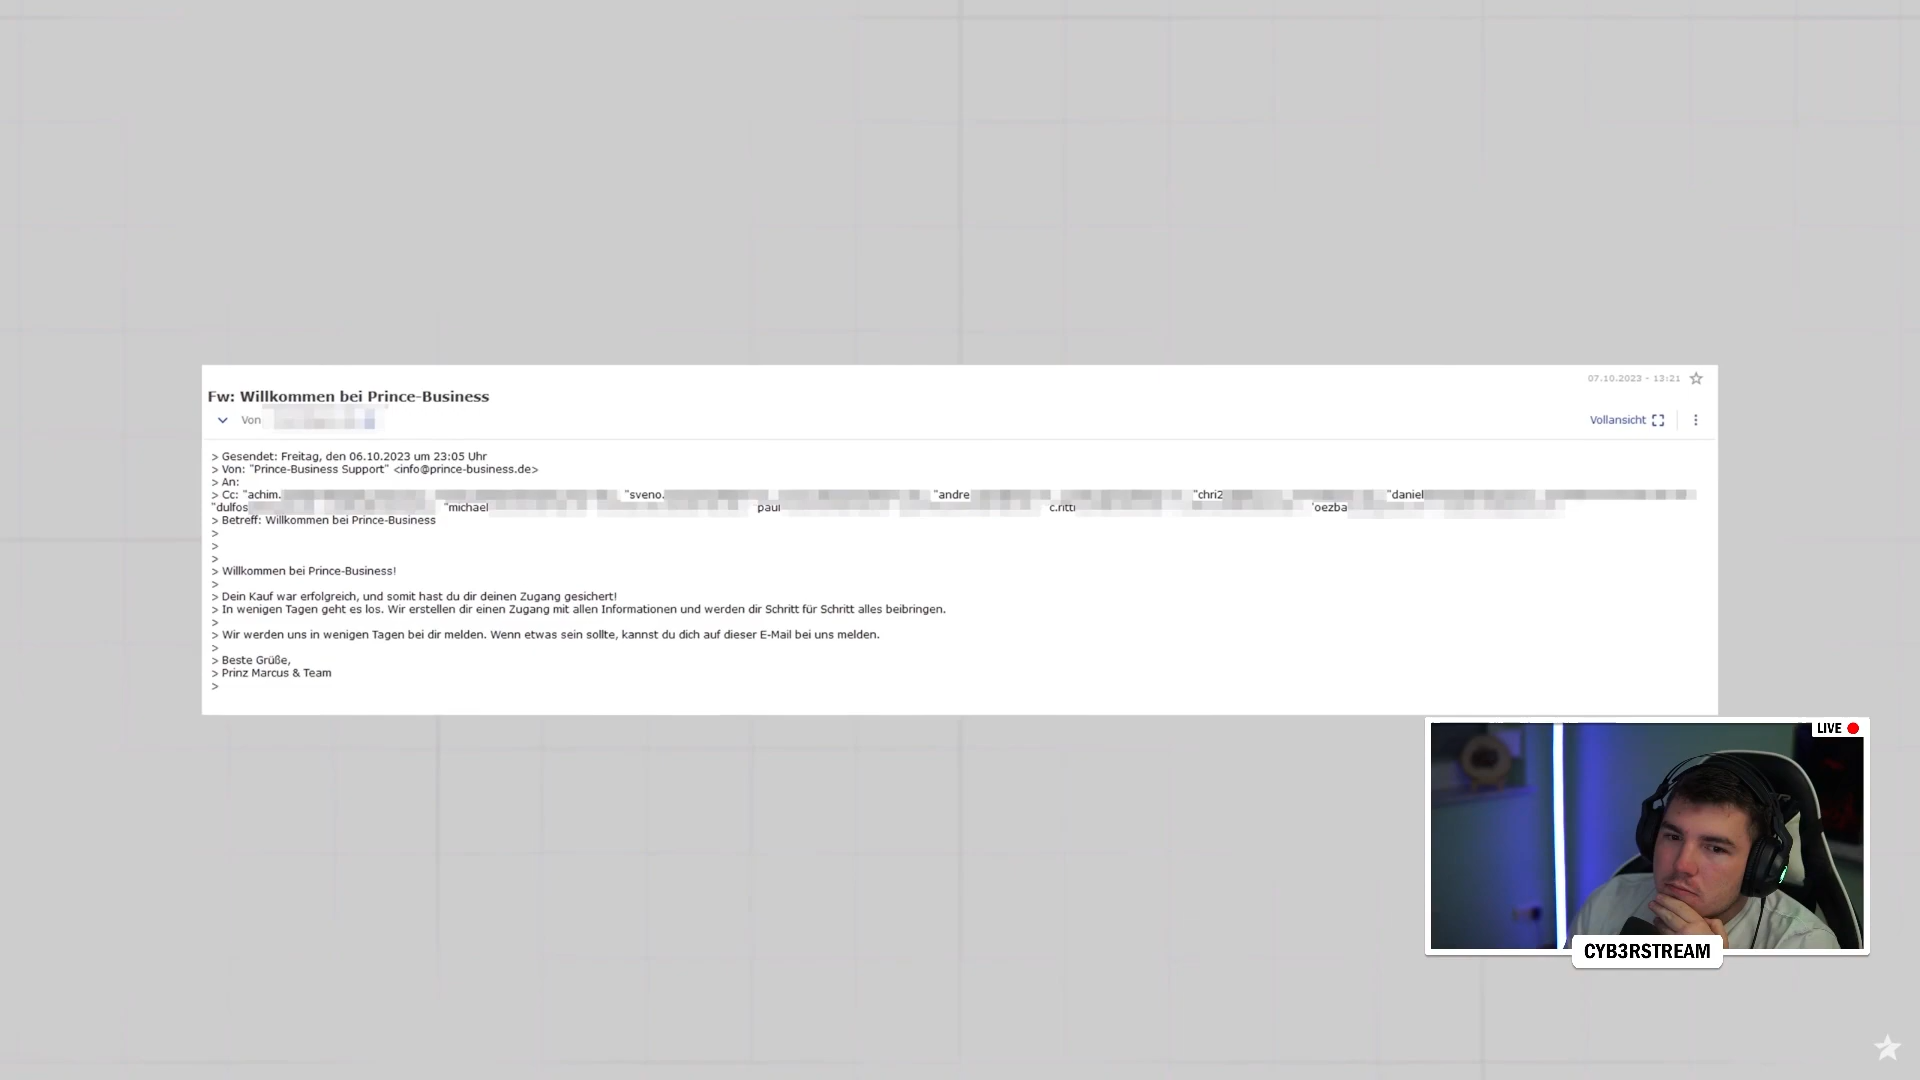 07.10.2023 - 13:21
Fw: Willkommen bei Prince-Business
Von
Vollansicht
> Gesendet: Freitag, den 06.10.2023 um 23:05 Uhr
> Von: "Prince-Business Support" <info@prince-business.de>
> An:
> Cc: "achim. "sveno. "andre "chri2 "daniel
"dulfos "michael paul c.ritti "oezba
> Betreff: Willkommen bei Prince-Business
>
>
>
> Willkommen bei Prince-Business!
>
> Dein Kauf war erfolgreich, und somit hast du dir deinen Zugang gesichert!
> In wenigen Tagen geht es los. Wir erstellen dir einen Zugang mit allen Informationen und werden dir Schritt für Schritt alles beibringen.
>
> Wir werden uns in wenigen Tagen bei dir melden. Wenn etwas sein sollte, kannst du dich auf dieser E-Mail bei uns melden.
>
> Beste Grüße,
> Prinz Marcus & Team
>
LIVE
CYB3RSTREAM